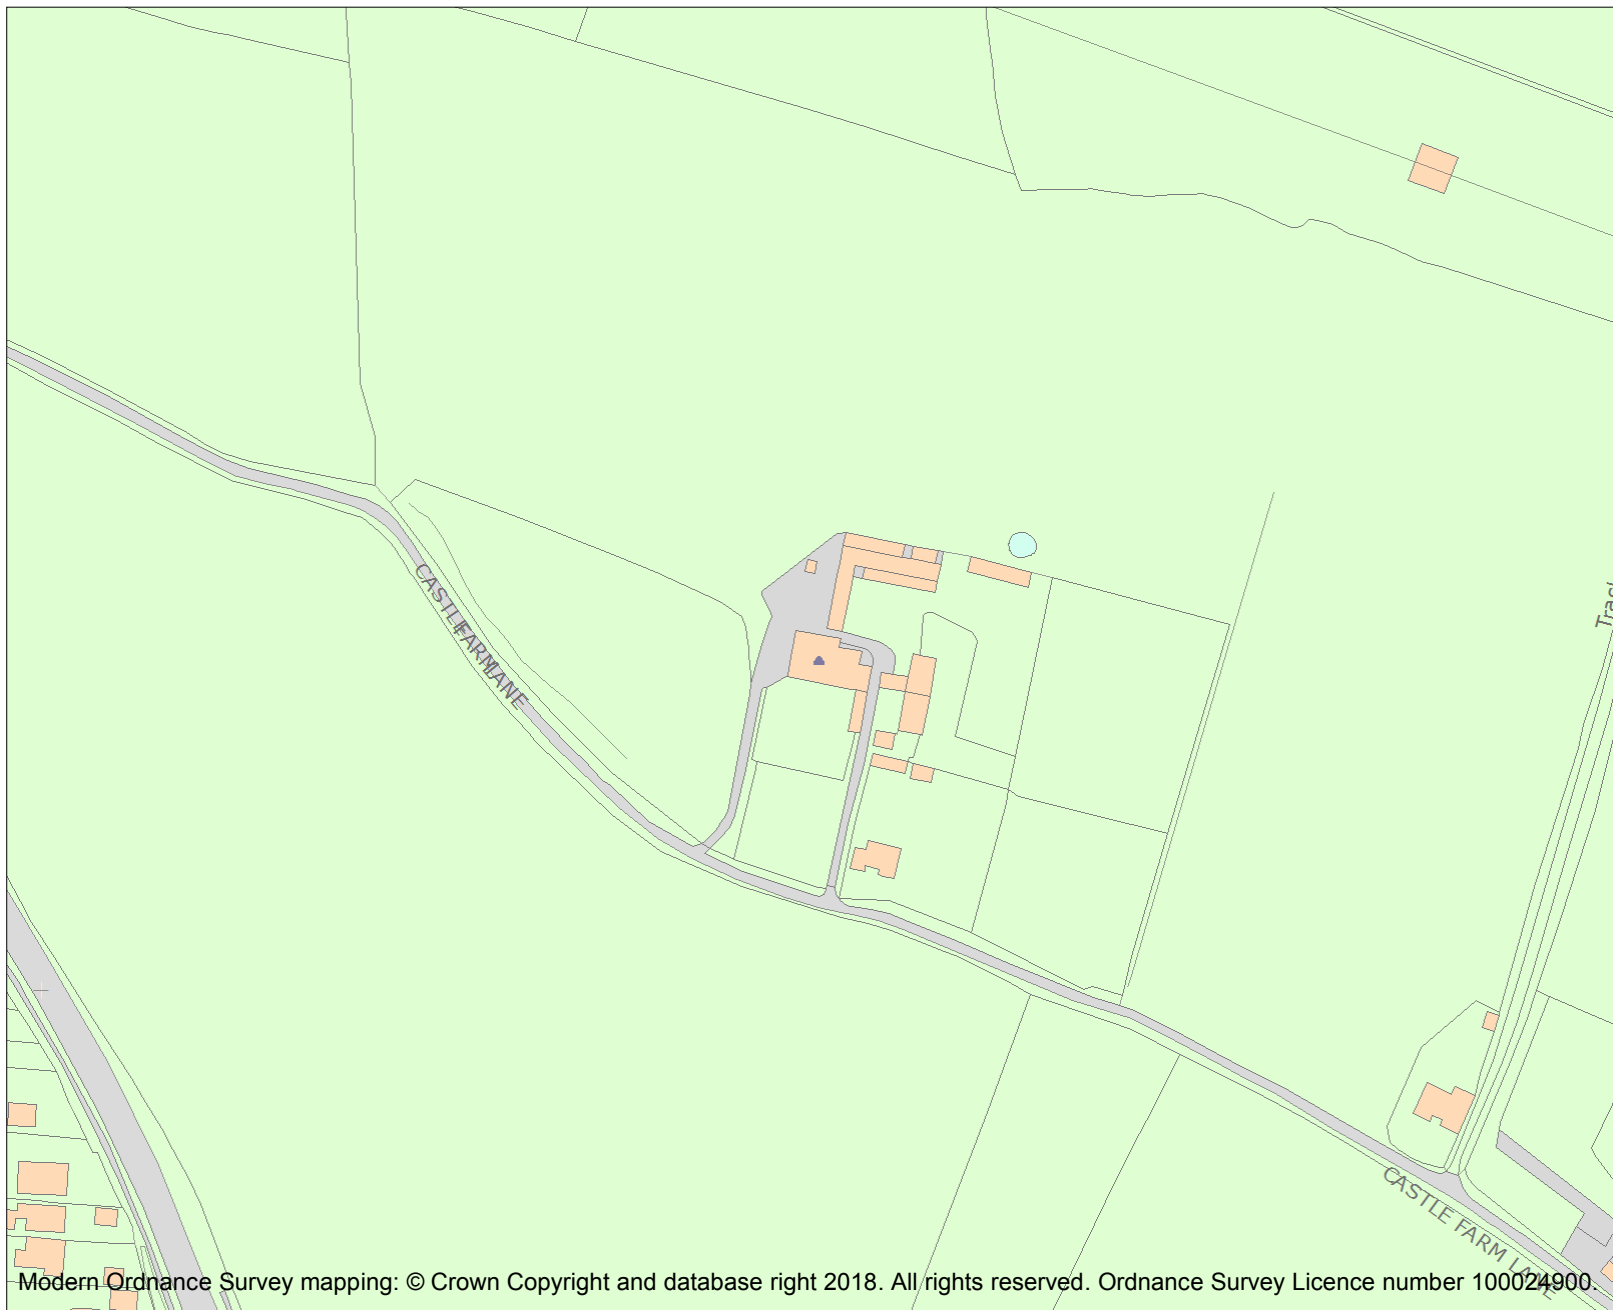 Track
CASTLE FARM LANE
CASTLE FARM LANE
Modern Ordnance Survey mapping: © Crown Copyright and database right 2018. All rights reserved. Ordnance Survey Licence number 100024900.